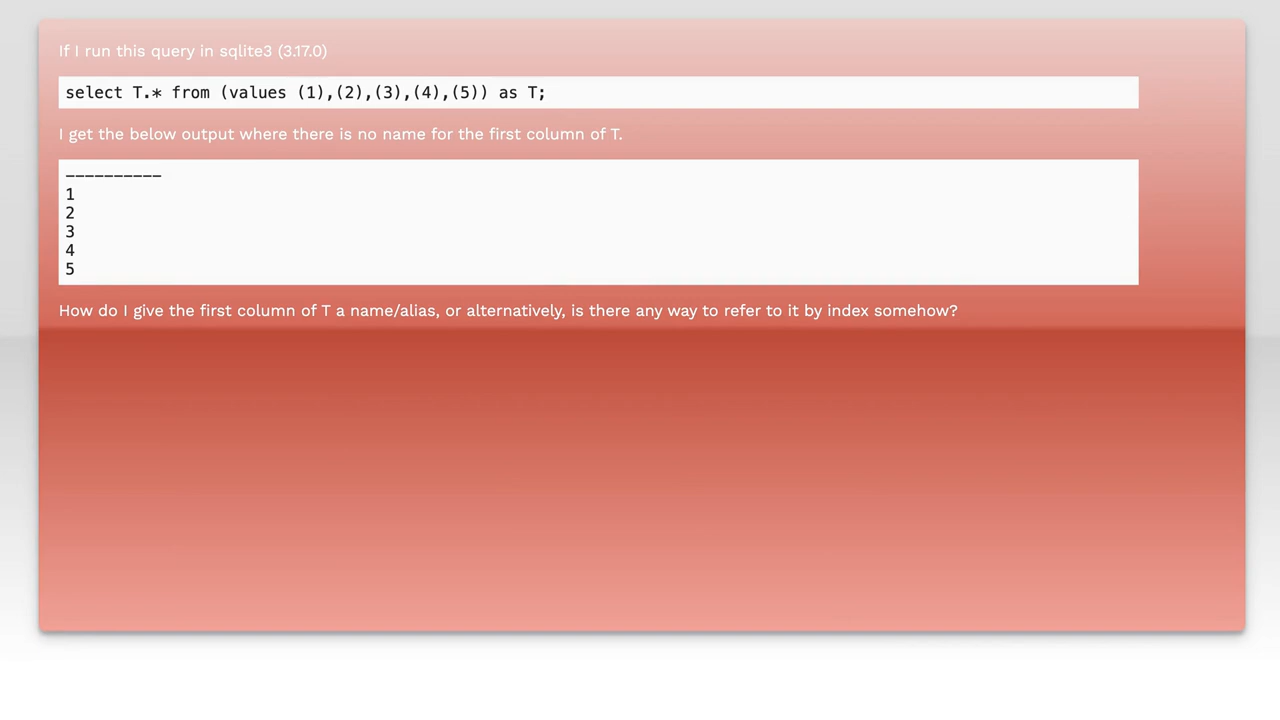 If I run this query in sqlite3 (3.17.0)
select T.* from (values (1),(2),(3),(4),(5)) as T;
I get the below output where there is no name for the first column of T.
----------
1
2
3
4
5
How do I give the first column of T a name/alias, or alternatively, is there any way to refer to it by index somehow?